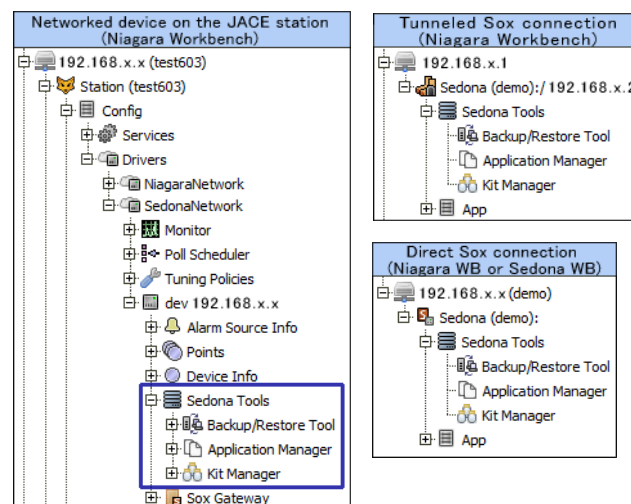 Networked device on the JACE station
(Niagara Workbench)
192.168.x.x (test603)
Station (test603)
Config
Services
Drivers
NiagaraNetwork
SedonaNetwork
Monitor
Poll Scheduler
Tuning Policies
dev 192.168.x.x
Alarm Source Info
Points
Device Info
Sedona Tools
Backup/Restore Tool
Application Manager
Kit Manager
Sox Gateway
Tunneled Sox connection
(Niagara Workbench)
192.168.x.1
Sedona (demo):/192.168.x.2
Sedona Tools
Backup/Restore Tool
Application Manager
Kit Manager
App
Direct Sox connection
(Niagara WB or Sedona WB)
192.168.x.x (demo)
Sedona (demo):
Sedona Tools
Backup/Restore Tool
Application Manager
Kit Manager
App